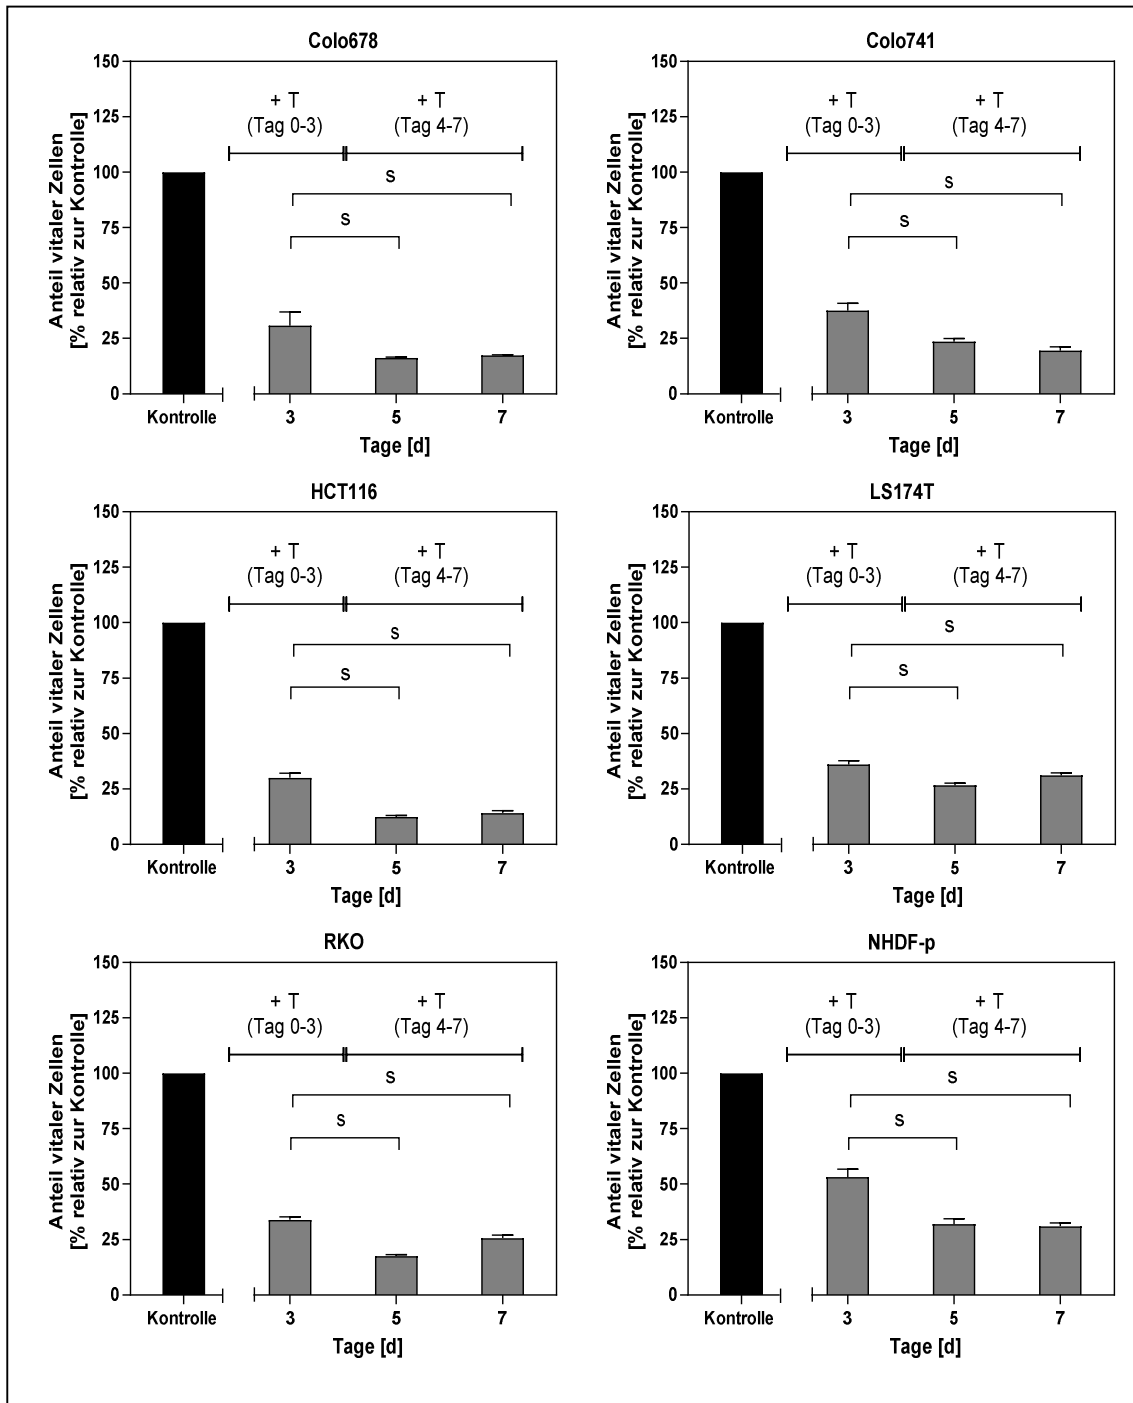 Colo678
Anteil vitaler Zellen
[% relativ zur Kontrolle]
150
125
100
75
50
25
0
+ T
(Tag 0-3)
+ T
(Tag 4-7)
s
s
Kontrolle
3
5
7
Tage [d]
Colo741
Anteil vitaler Zellen
[% relativ zur Kontrolle]
150
125
100
75
50
25
0
+ T
(Tag 0-3)
+ T
(Tag 4-7)
s
s
Kontrolle
3
5
7
Tage [d]
HCT116
Anteil vitaler Zellen
[% relativ zur Kontrolle]
150
125
100
75
50
25
0
+ T
(Tag 0-3)
+ T
(Tag 4-7)
s
s
Kontrolle
3
5
7
Tage [d]
LS174T
Anteil vitaler Zellen
[% relativ zur Kontrolle]
150
125
100
75
50
25
0
+ T
(Tag 0-3)
+ T
(Tag 4-7)
s
s
Kontrolle
3
5
7
Tage [d]
RKO
Anteil vitaler Zellen
[% relativ zur Kontrolle]
150
125
100
75
50
25
0
+ T
(Tag 0-3)
+ T
(Tag 4-7)
s
s
Kontrolle
3
5
7
Tage [d]
NHDF-p
Anteil vitaler Zellen
[% relativ zur Kontrolle]
150
125
100
75
50
25
0
+ T
(Tag 0-3)
+ T
(Tag 4-7)
s
s
Kontrolle
3
5
7
Tage [d]